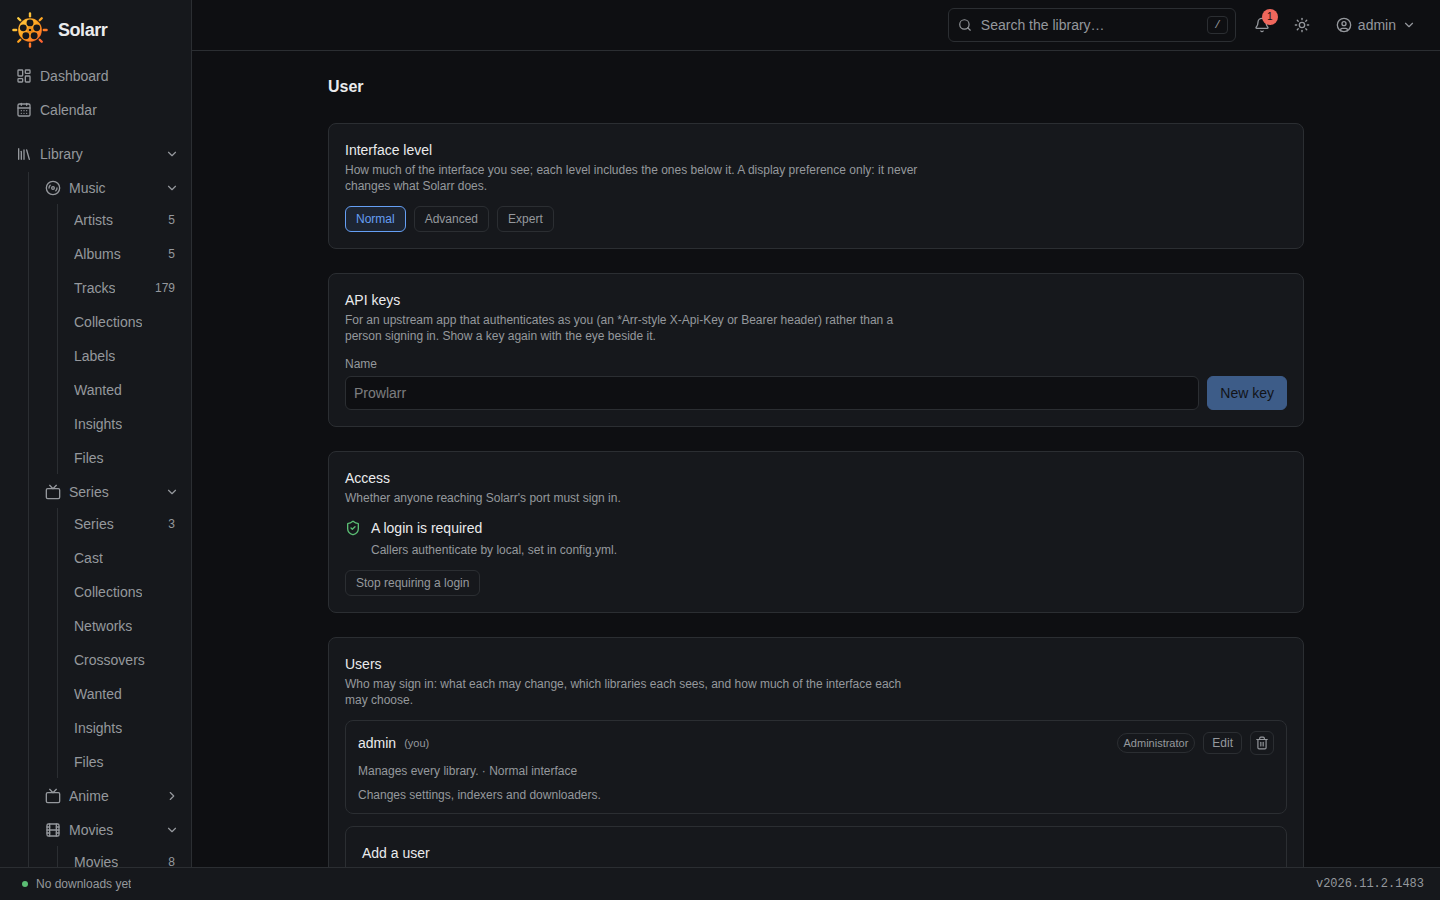 Solarr
Search the library…
/
1
admin
Dashboard
Calendar
Library
Music
Artists 5
Albums 5
Tracks 179
Collections
Labels
Wanted
Insights
Files
Series
Series 3
Cast
Collections
Networks
Crossovers
Wanted
Insights
Files
Anime
Movies
Movies 8
User
Interface level
How much of the interface you see; each level includes the ones below it. A display preference only: it never
changes what Solarr does.
Normal Advanced Expert
API keys
For an upstream app that authenticates as you (an *Arr-style X-Api-Key or Bearer header) rather than a
person signing in. Show a key again with the eye beside it.
Name
Prowlarr New key
Access
Whether anyone reaching Solarr's port must sign in.
A login is required
Callers authenticate by local, set in config.yml.
Stop requiring a login
Users
Who may sign in: what each may change, which libraries each sees, and how much of the interface each
may choose.
admin (you) Administrator Edit
Manages every library. · Normal interface
Changes settings, indexers and downloaders.
Add a user
No downloads yet
v2026.11.2.1483